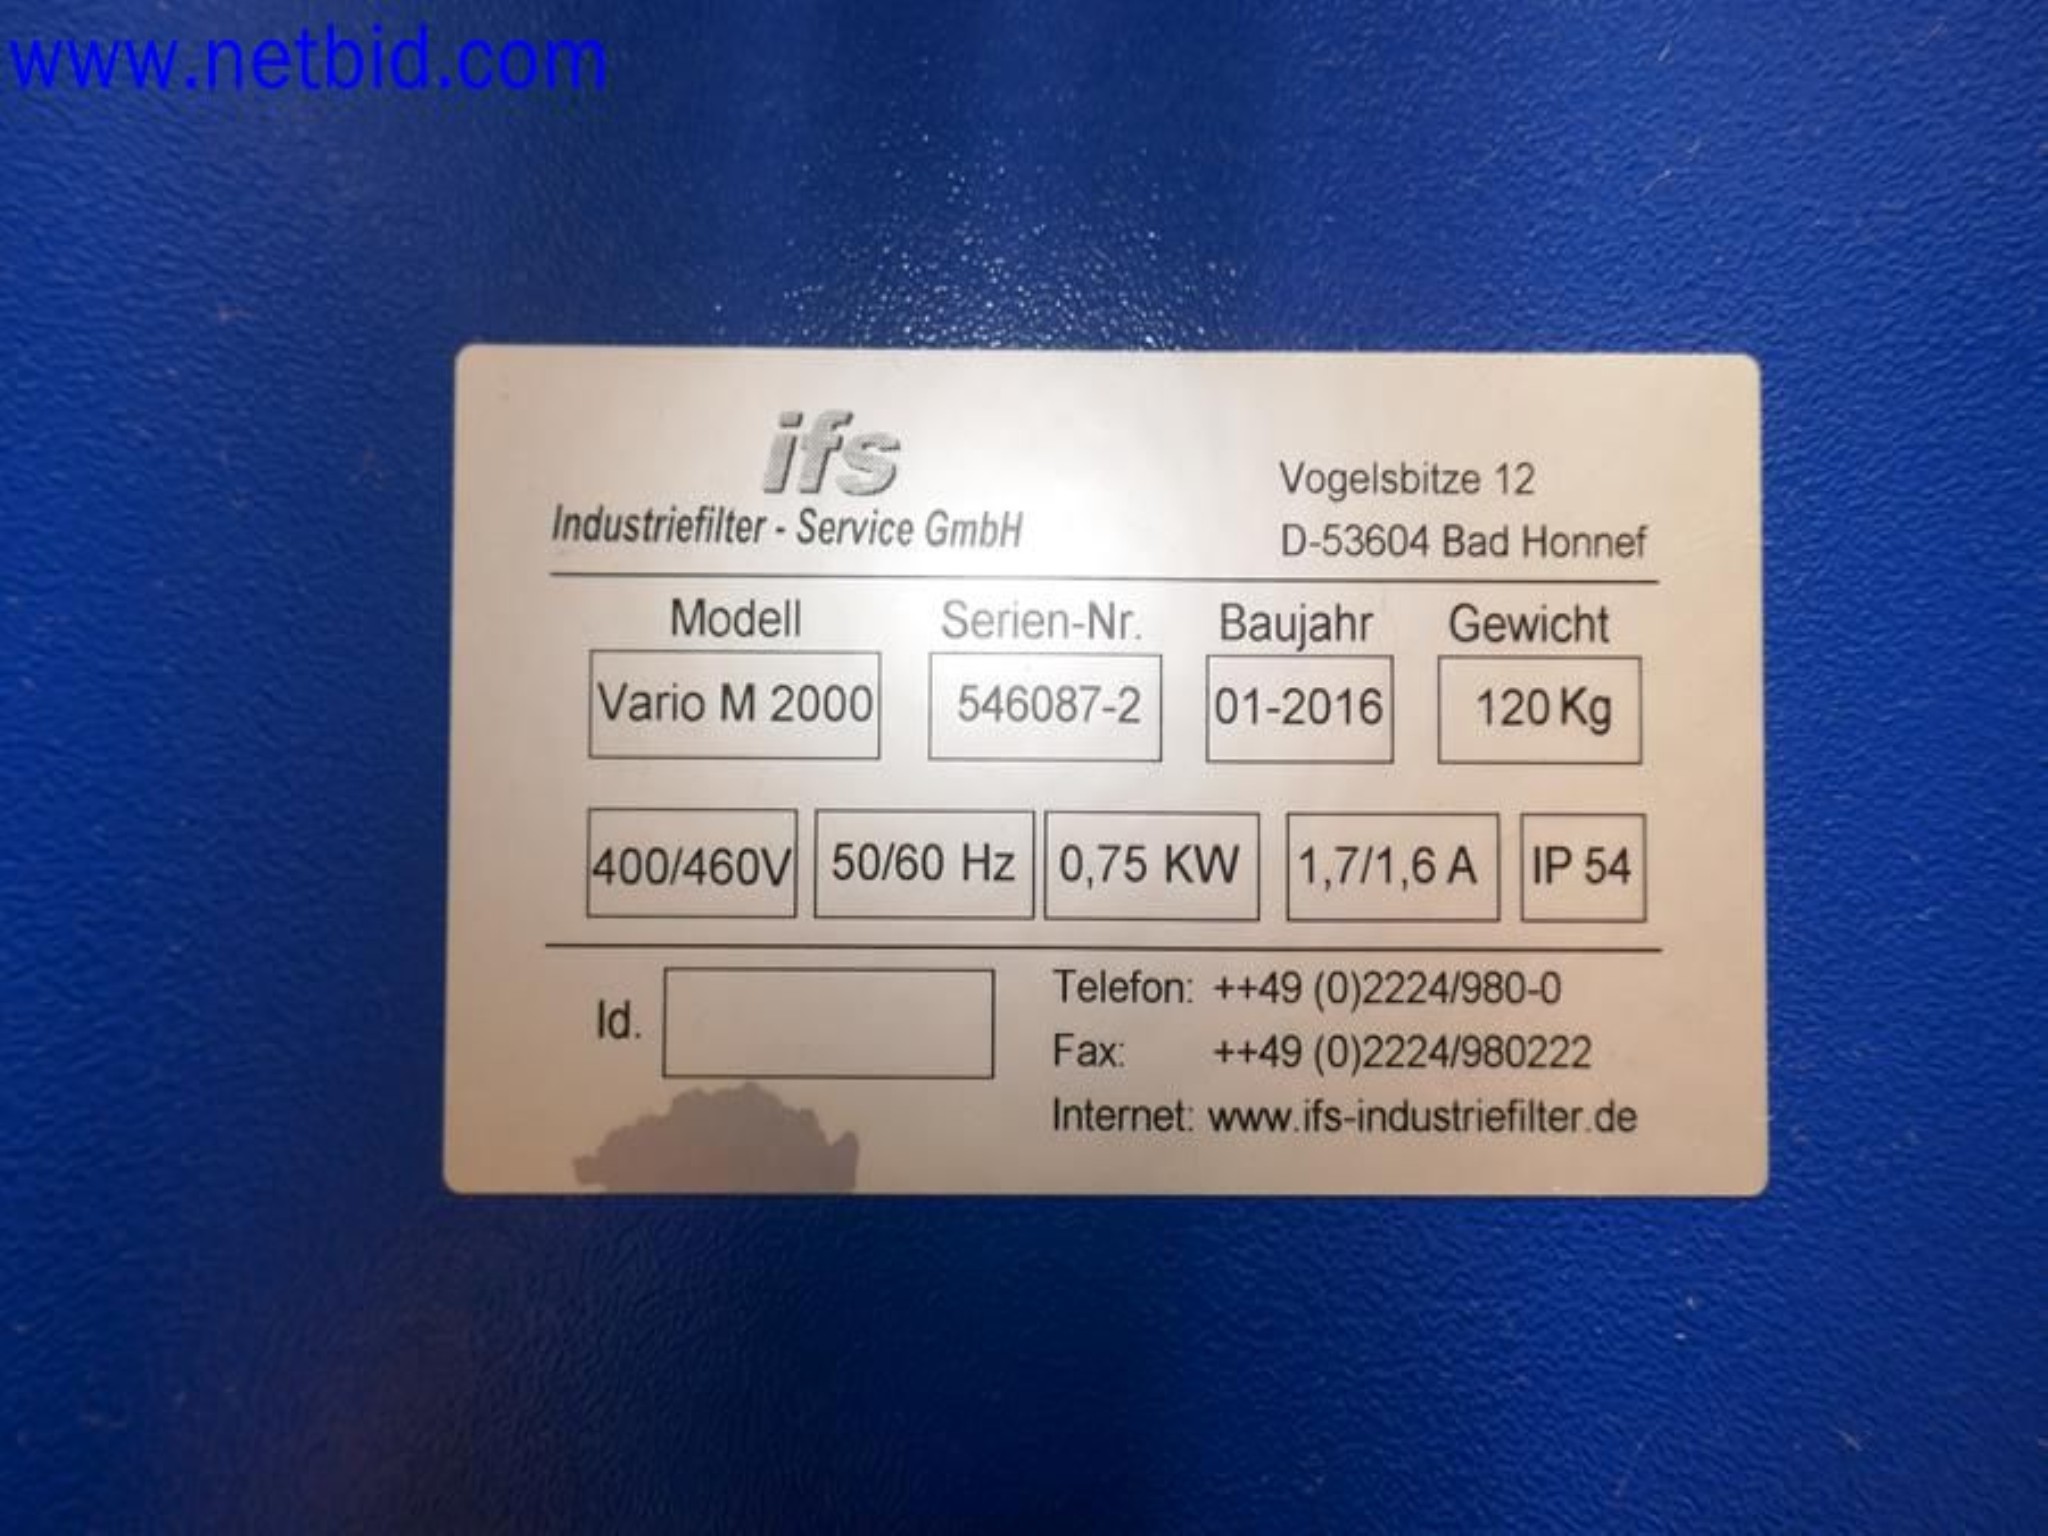 www.netbid.com
ifs
Industriefilter - Service GmbH
Vogelsbitze 12
D-53604 Bad Honnef
Modell Serien-Nr. Baujahr Gewicht
Vario M 2000 546087-2 01-2016 120 Kg
400/460V 50/60 Hz 0,75 KW 1,7/1,6 A IP 54
Id.
Telefon: ++49 (0)2224/980-0
Fax: ++49 (0)2224/980222
Internet: www.ifs-industriefilter.de